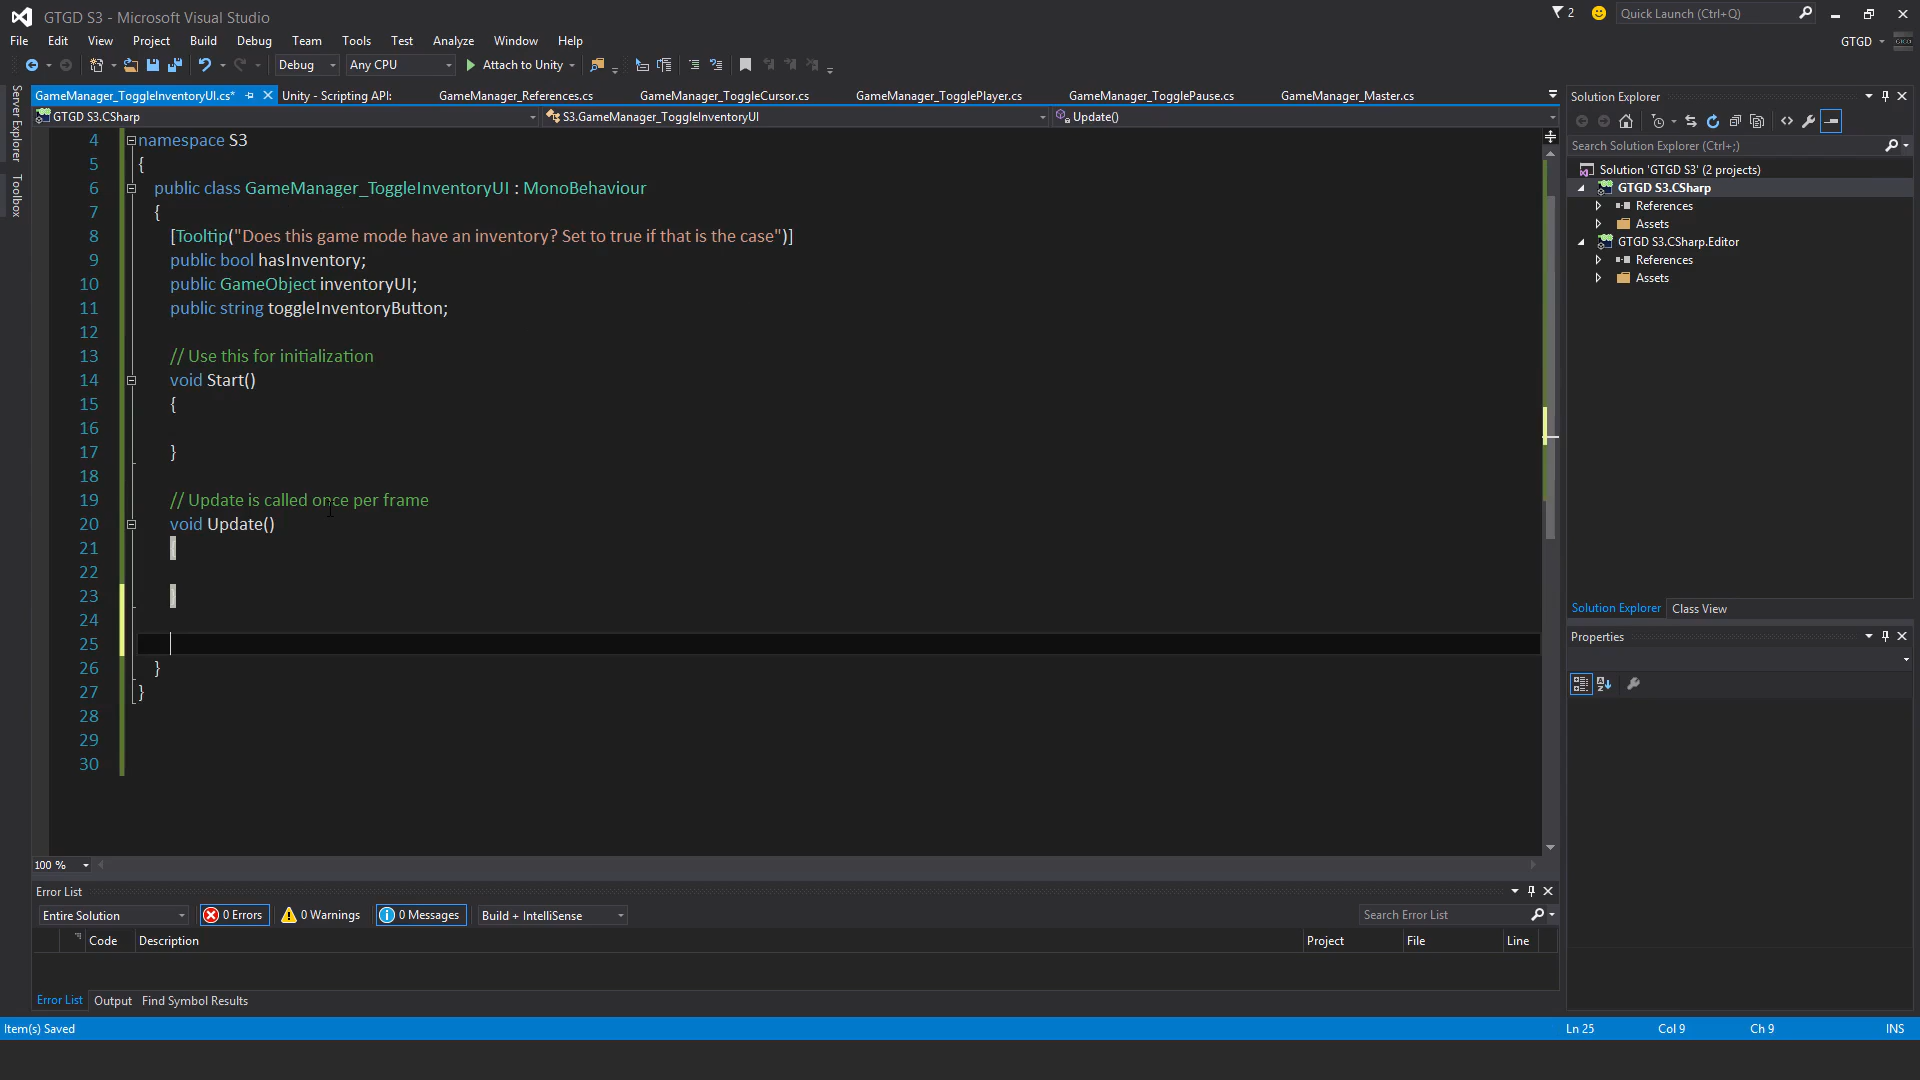 GTGD S3 - Microsoft Visual Studio
2
Quick Launch (Ctrl+Q)
File Edit View Project Build Debug Team Tools Test Analyze Window Help
GTGD
Debug Any CPU Attach to Unity
Server Explorer
Toolbox
GameManager_ToggleInventoryUI.cs* Unity - Scripting API: GameManager_References.cs GameManager_ToggleCursor.cs GameManager_TogglePlayer.cs GameManager_TogglePause.cs GameManager_Master.cs
GTGD S3.CSharp S3.GameManager_ToggleInventoryUI Update()
4 namespace S3
5 {
6 public class GameManager_ToggleInventoryUI : MonoBehaviour
7 {
8 [Tooltip("Does this game mode have an inventory? Set to true if that is the case")]
9 public bool hasInventory;
10 public GameObject inventoryUI;
11 public string toggleInventoryButton;
12
13 // Use this for initialization
14 void Start()
15 {
16
17 }
18
19 // Update is called once per frame
20 void Update()
21 {
22
23 }
24
25
26 }
27 }
28
29
30
100 %
Solution Explorer
Search Solution Explorer (Ctrl+;)
Solution 'GTGD S3' (2 projects)
GTGD S3.CSharp
References
Assets
GTGD S3.CSharp.Editor
References
Assets
Solution Explorer Class View
Properties
Error List
Entire Solution 0 Errors 0 Warnings 0 Messages Build + IntelliSense Search Error List
Code Description Project File Line
Error List Output Find Symbol Results
Item(s) Saved Ln 25 Col 9 Ch 9 INS